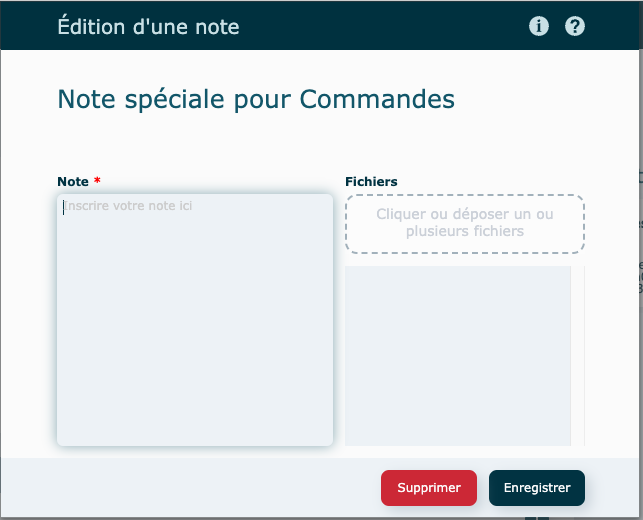 Édition d'une note
Note spéciale pour Commandes
Note *
Fichiers
Inscrire votre note ici
Cliquer ou déposer un ou
plusieurs fichiers
Supprimer
Enregistrer